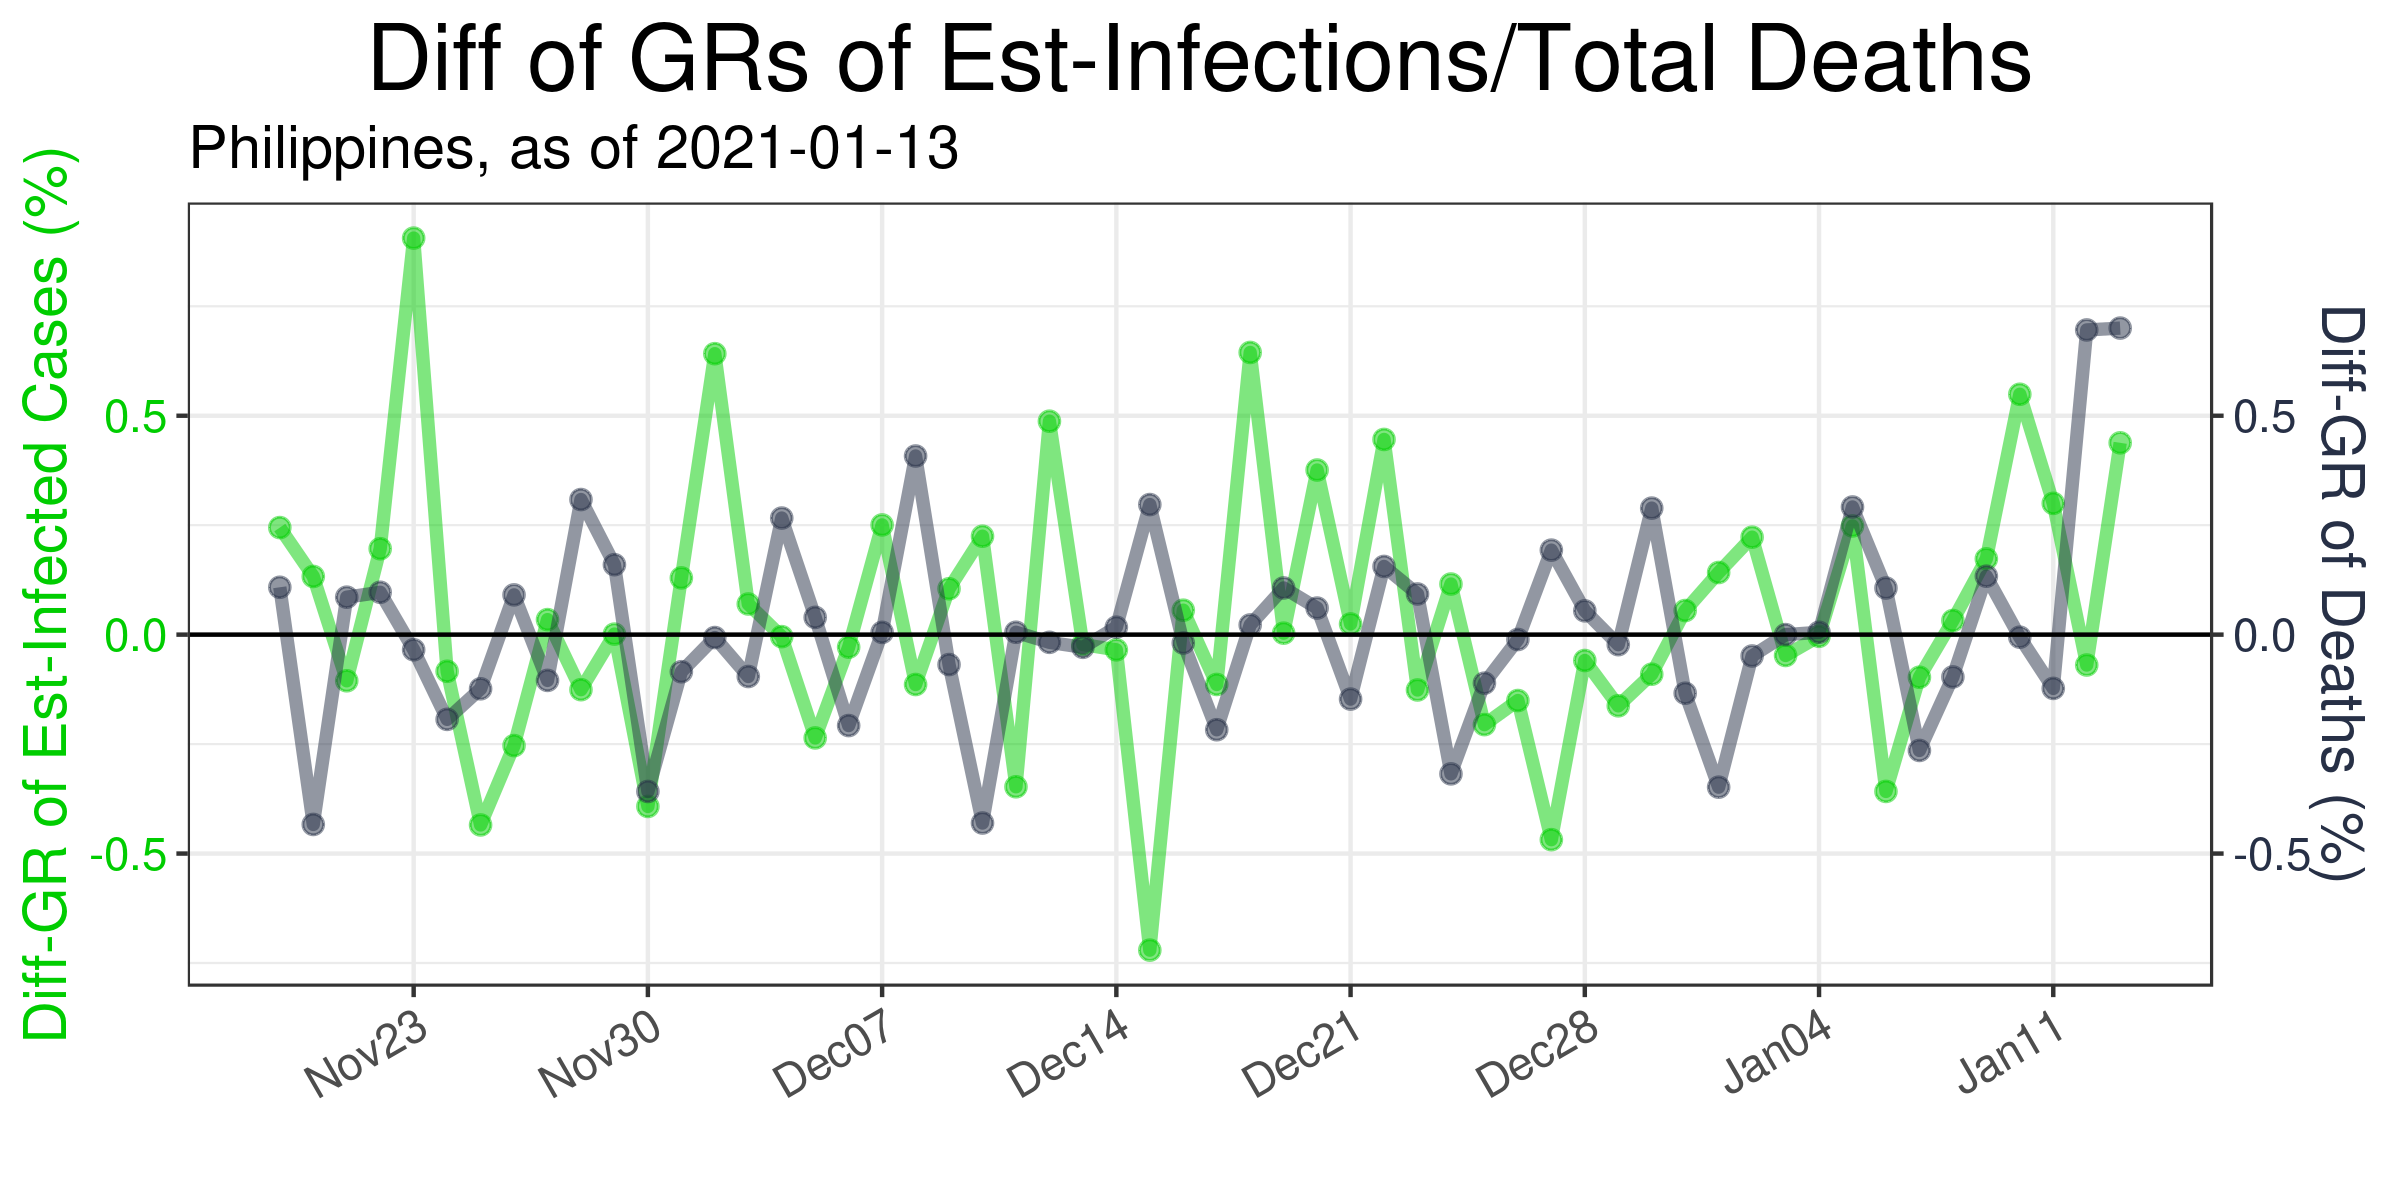 Diff of GRs of Est-Infections/Total Deaths
Philippines, as of 2021-01-13
Diff-GR of Est-Infected Cases (%)
0.5
0.0
-0.5
0.5
0.0
-0.5
Diff-GR of Deaths (%)
Nov23
Nov30
Dec07
Dec14
Dec21
Dec28
Jan04
Jan11